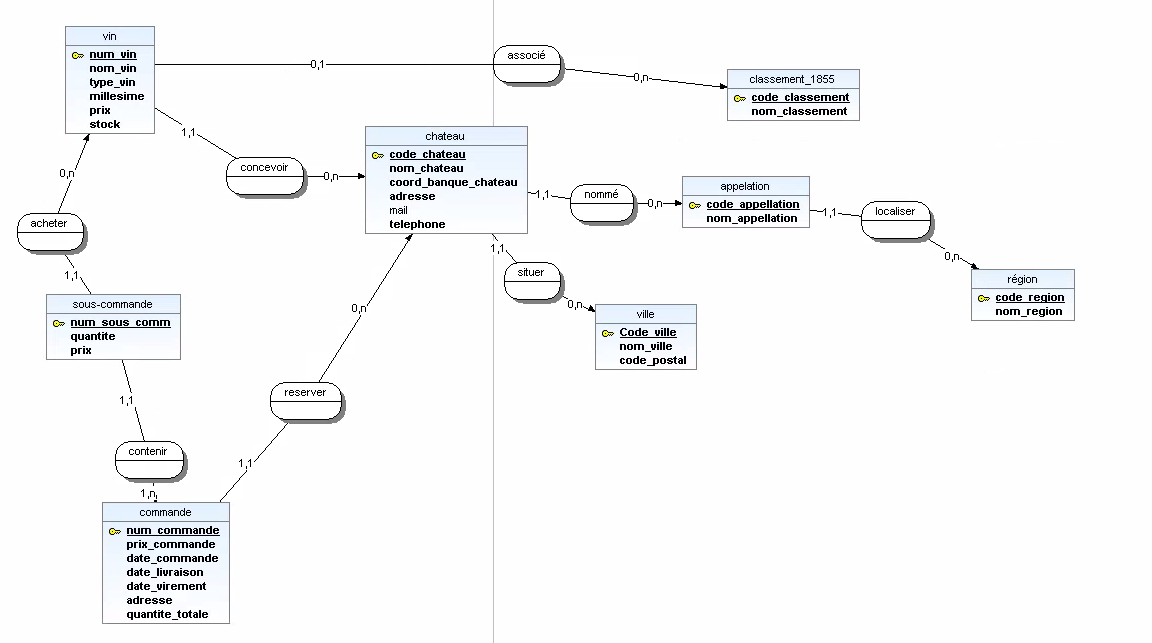 vin
num_vin
nom_vin
type_vin
millesime
prix
stock
0,1
associé
0,n
classement_1855
code_classement
nom_classement
1,1
concevoir
0,n
chateau
code_chateau
nom_chateau
coord_banque_chateau
adresse
mail
telephone
1,1
nommé
0,n
appelation
code_appellation
nom_appellation
1,1
localiser
0,n
région
code_region
nom_region
0,n
acheter
1,1
sous-commande
num_sous_comm
quantite
prix
1,1
situer
0,n
ville
Code_ville
nom_ville
code_postal
0,n
reserver
1,1
1,1
contenir
1,n
commande
num_commande
prix_commande
date_commande
date_livraison
date_virement
adresse
quantite_totale